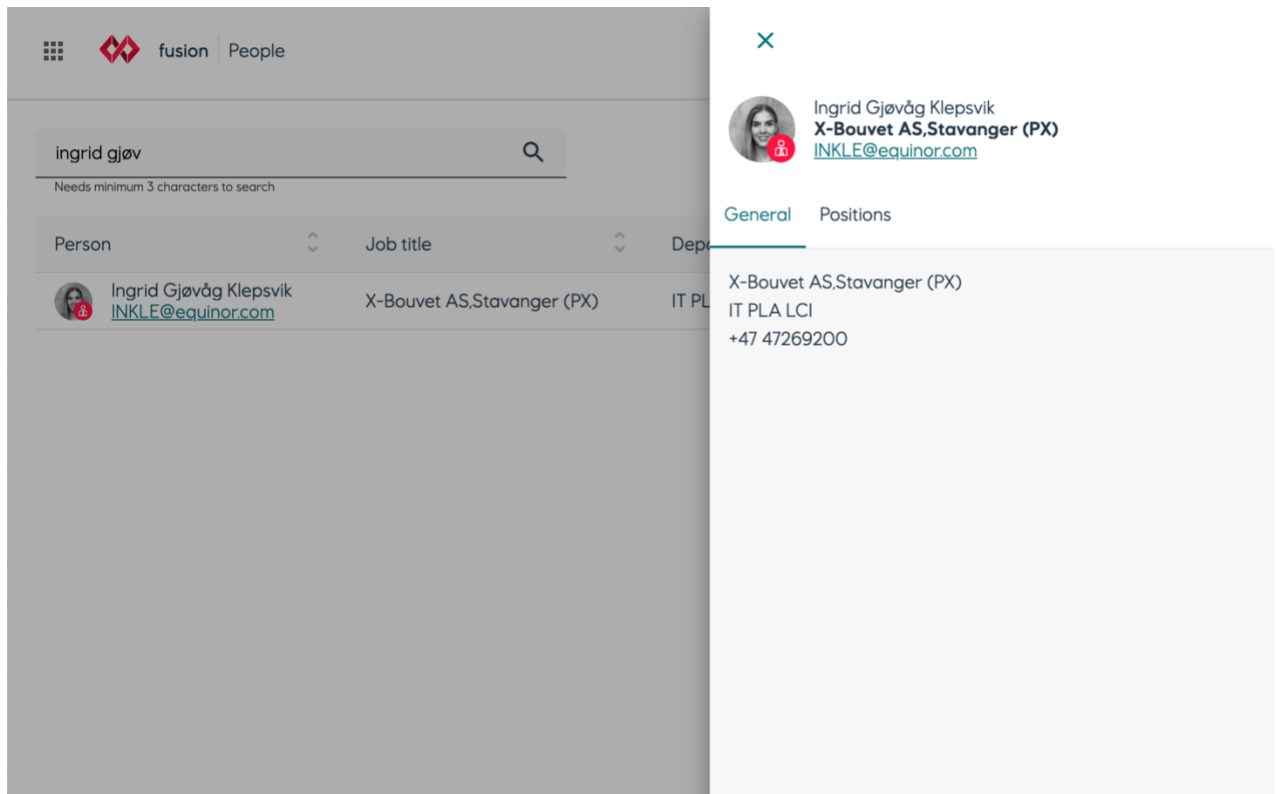 fusion | People
ingrid gjøv
Needs minimum 3 characters to search
Person Job title
Ingrid Gjøvåg Klepsvik
INKLE@equinor.com
X-Bouvet AS,Stavanger (PX)
IT PL
Ingrid Gjøvåg Klepsvik
X-Bouvet AS,Stavanger (PX)
INKLE@equinor.com
General Positions
X-Bouvet AS,Stavanger (PX)
IT PLA LCI
+47 47269200